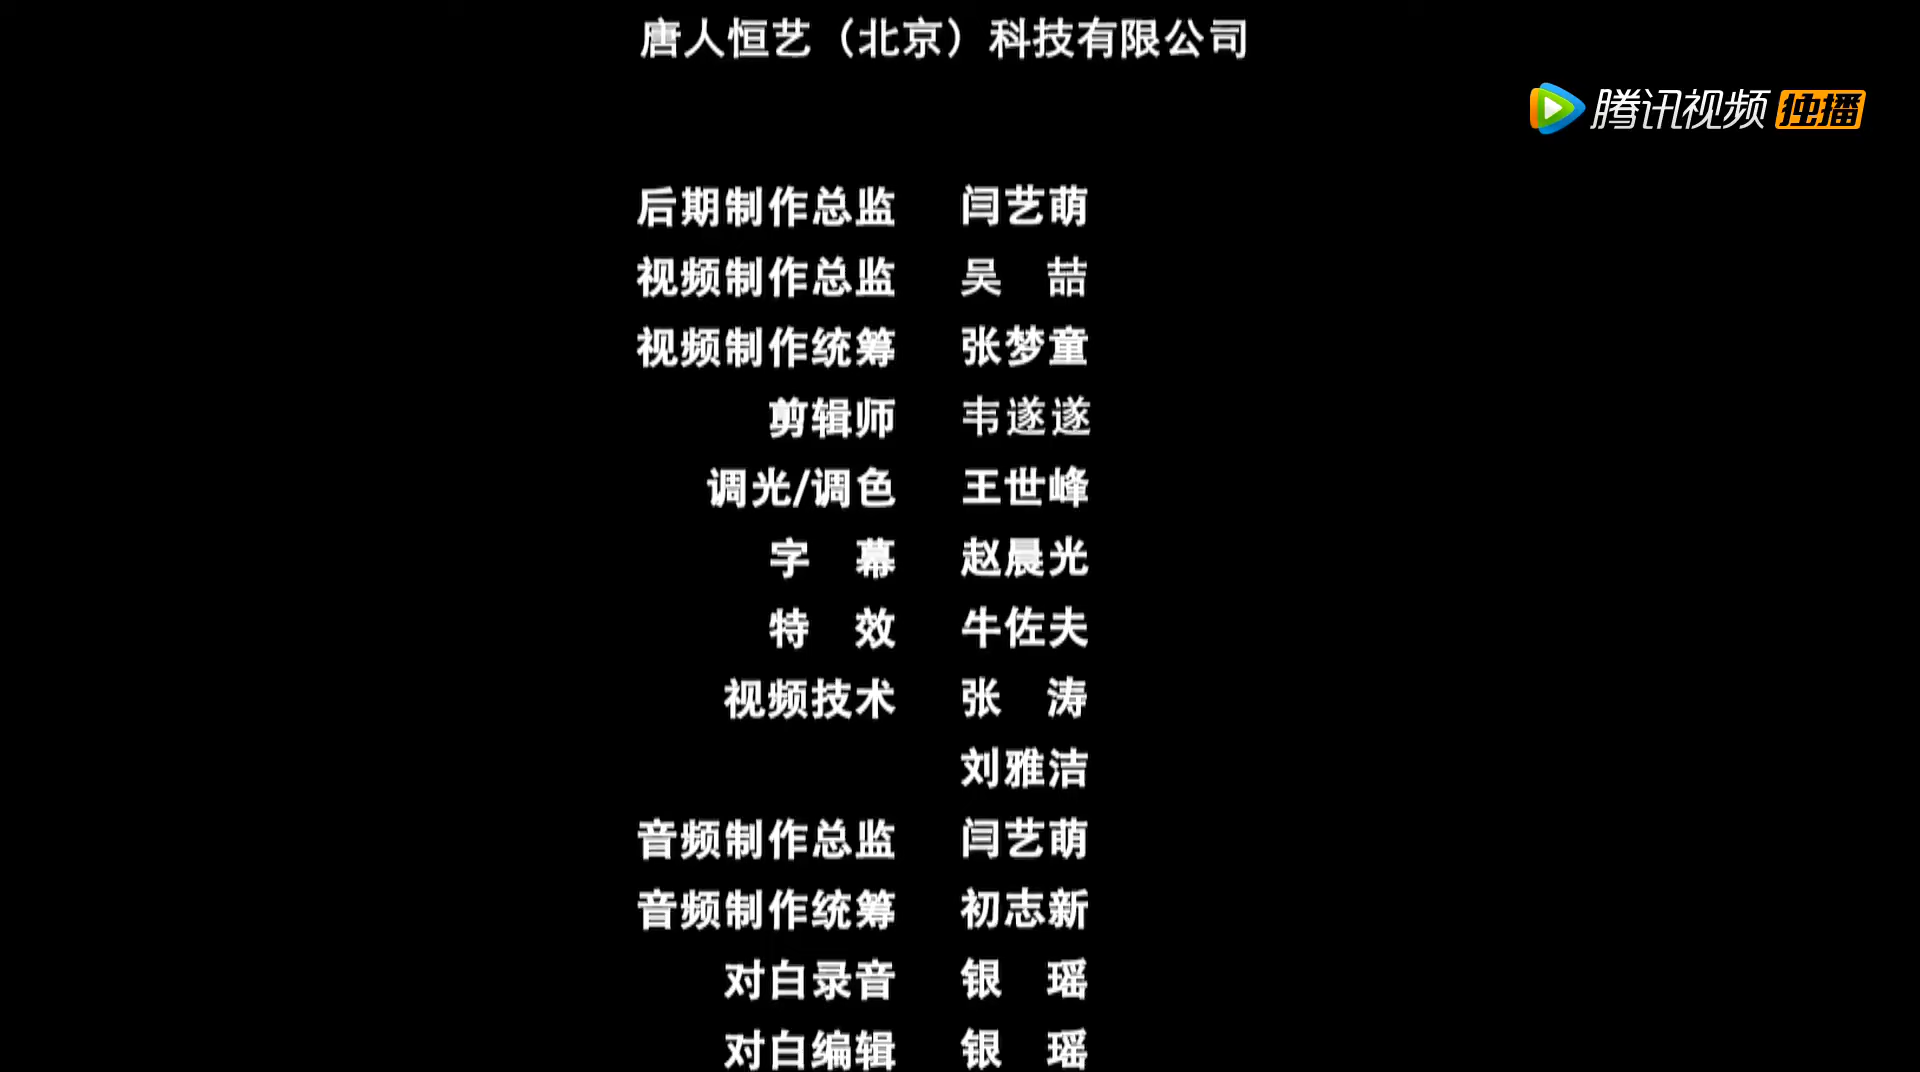 唐人恒艺（北京）科技有限公司
腾讯视频 独播
后期制作总监 闫艺萌
视频制作总监 吴 喆
视频制作统筹 张梦童
剪辑师 韦遂遂
调光/调色 王世峰
字 幕 赵晨光
特 效 牛佐夫
视频技术 张 涛
刘雅洁
音频制作总监 闫艺萌
音频制作统筹 初志新
对白录音 银 瑶
对白编辑 银 瑶